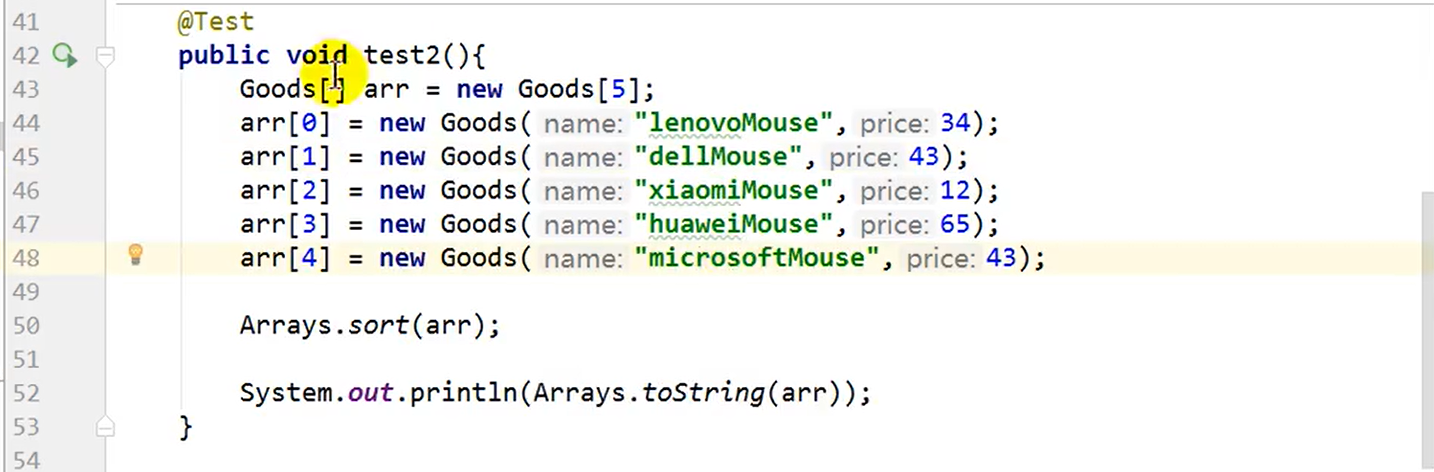 41 @Test
42 public void test2(){
43 Goods[] arr = new Goods[5];
44 arr[0] = new Goods( name: "lenovoMouse", price: 34);
45 arr[1] = new Goods( name: "dellMouse", price: 43);
46 arr[2] = new Goods( name: "xiaomiMouse", price: 12);
47 arr[3] = new Goods( name: "huaweiMouse", price: 65);
48 arr[4] = new Goods( name: "microsoftMouse", price: 43);
49
50 Arrays.sort(arr);
51
52 System.out.println(Arrays.toString(arr));
53 }
54